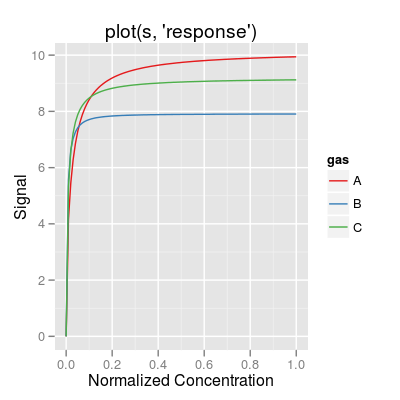 plot(s, 'response')
10
8
6
4
2
0
Signal
0.0 0.2 0.4 0.6 0.8 1.0
Normalized Concentration
gas
A
B
C